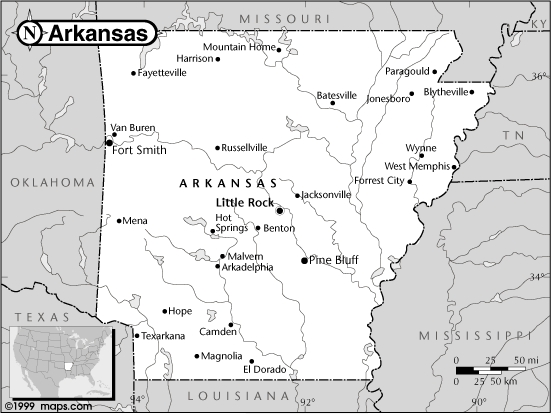 MISSOURI
KY
N Arkansas
Mountain Home
Harrison
Fayetteville
Paragould
36°
Batesville
Jonesboro
Blytheville
Van Buren
TN
Fort Smith
Russellville
Wynne
West Memphis
OKLAHOMA
ARKANSAS
Forrest City
Jacksonville
Little Rock
Mena
Hot
Springs
Benton
Malvern
Pine Bluff
Arkadelphia
34°
Hope
TEXAS
Camden
Texarkana
MISSISSIPPI
Magnolia
El Dorado
0 25 50 mi
0 25 50 km
LOUISIANA
94°
92°
90°
©1999 maps.com